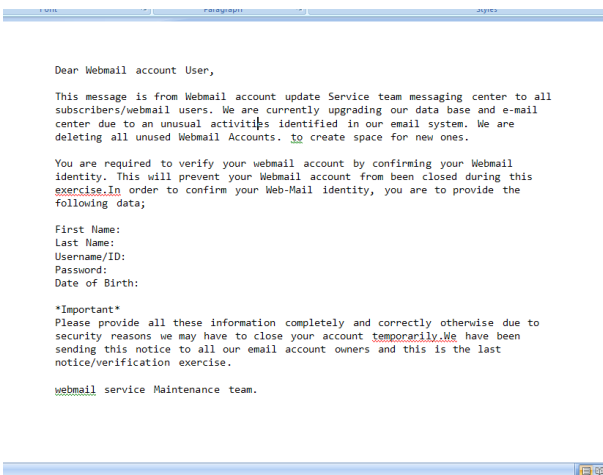 Font
Paragraph
Styles
Dear Webmail account User,
This message is from Webmail account update Service team messaging center to all
subscribers/webmail users. We are currently upgrading our data base and e-mail
center due to an unusual activities identified in our email system. We are
deleting all unused Webmail Accounts. to create space for new ones.
You are required to verify your webmail account by confirming your Webmail
identity. This will prevent your Webmail account from been closed during this
exercise.In order to confirm your Web-Mail identity, you are to provide the
following data;
First Name:
Last Name:
Username/ID:
Password:
Date of Birth:
*Important*
Please provide all these information completely and correctly otherwise due to
security reasons we may have to close your account temporarily.We have been
sending this notice to all our email account owners and this is the last
notice/verification exercise.
webmail service Maintenance team.